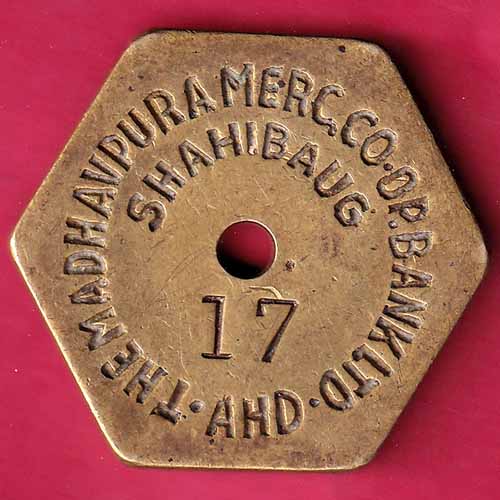 THE MADHAVPURA MERC. CO. OP. BANK LTD · AHD ·
SHAHIBAUG
17